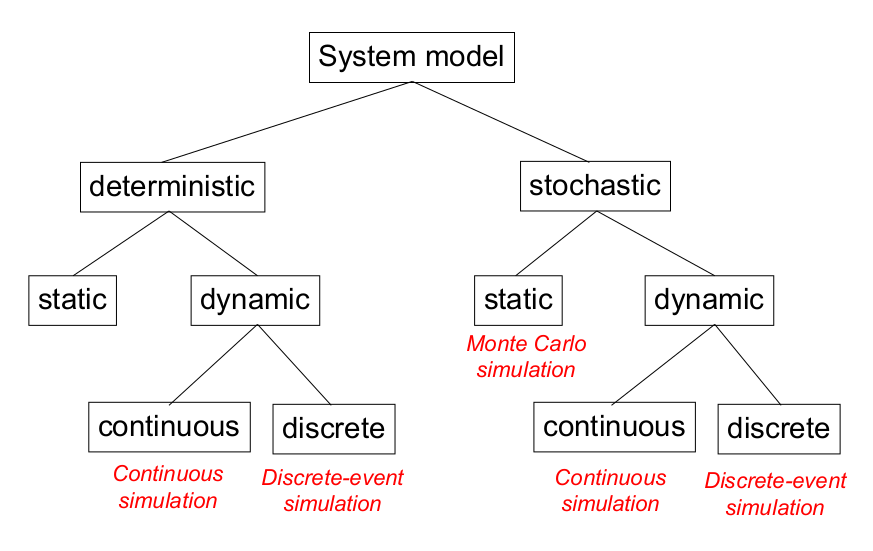 System model
deterministic
stochastic
static
dynamic
static
dynamic
Monte Carlo
simulation
continuous
discrete
continuous
discrete
Continuous
simulation
Discrete-event
simulation
Continuous
simulation
Discrete-event
simulation